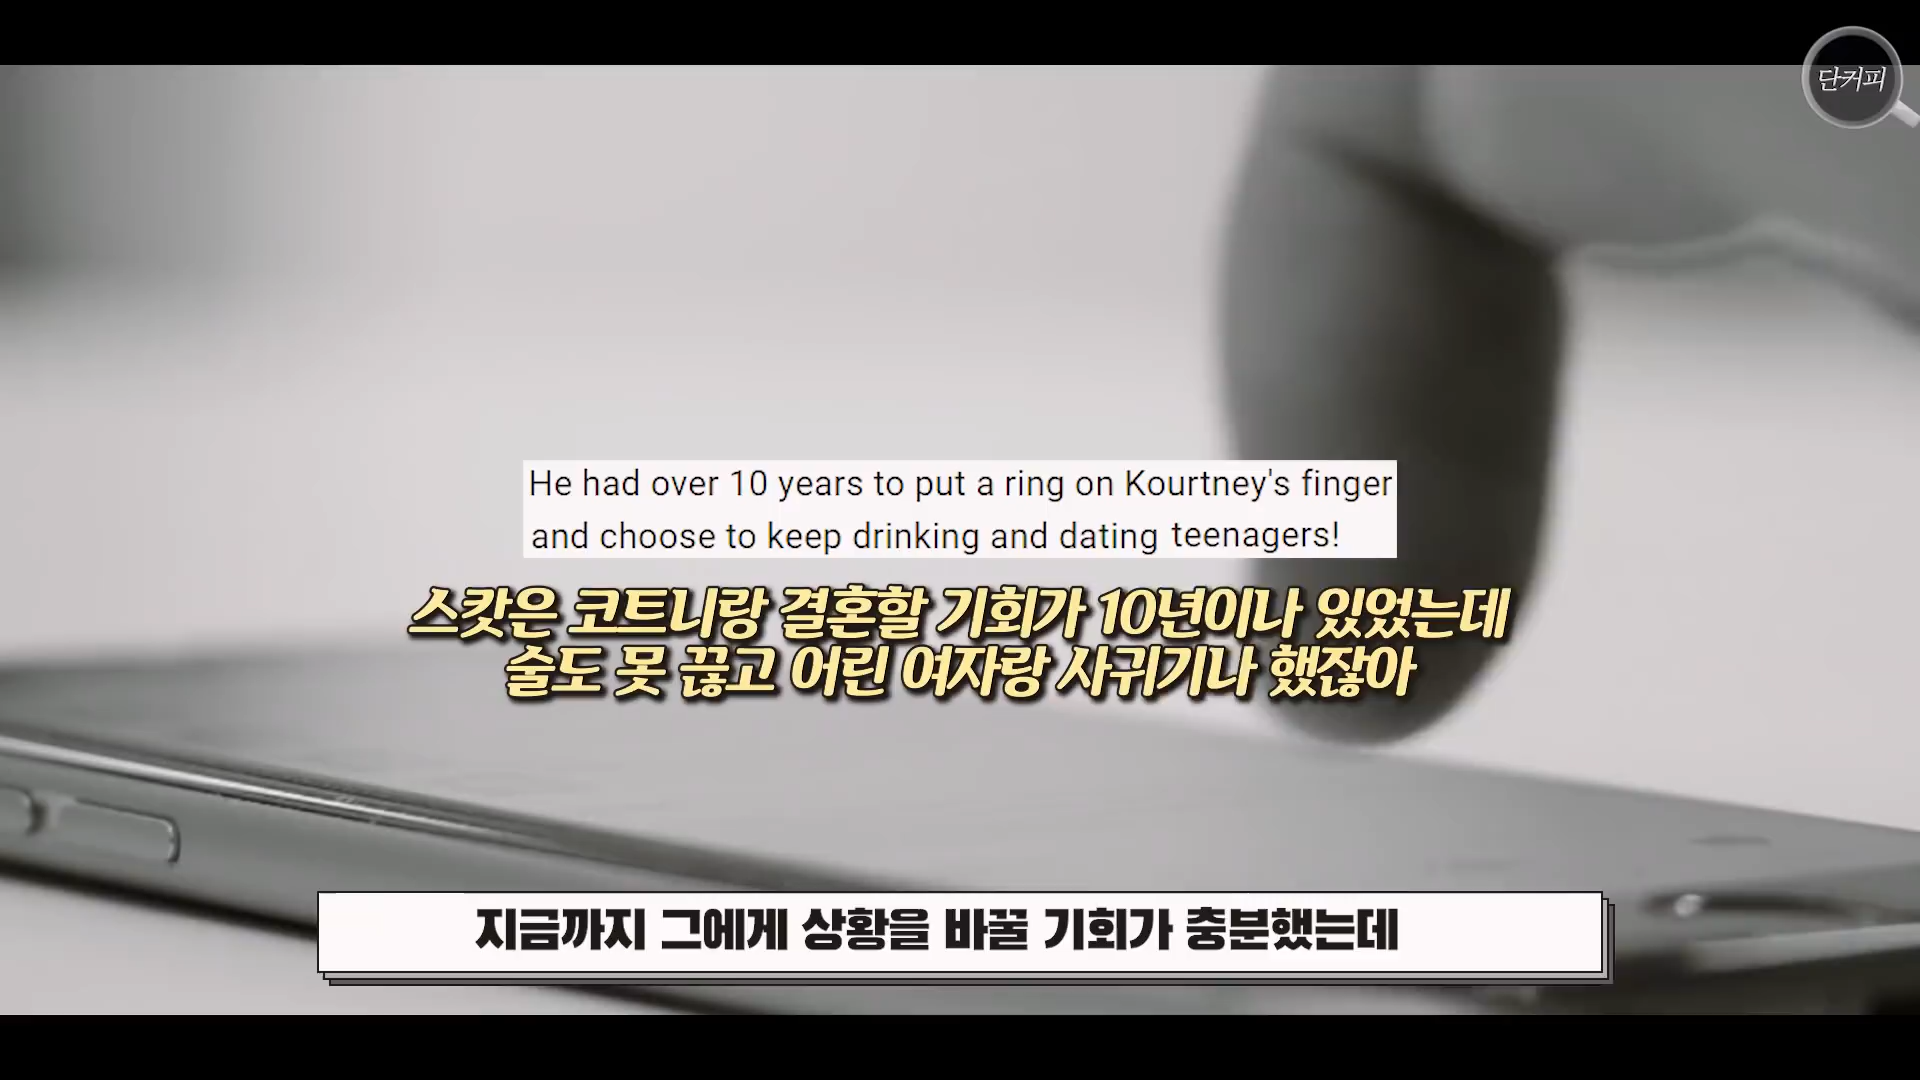 단커피
He had over 10 years to put a ring on Kourtney's finger
and choose to keep drinking and dating teenagers!
스캇은 코트니랑 결혼할 기회가 10년이나 있었는데
술도 못 끊고 어린 여자랑 사귀기나 했잖아
지금까지 그에게 상황을 바꿀 기회가 충분했는데